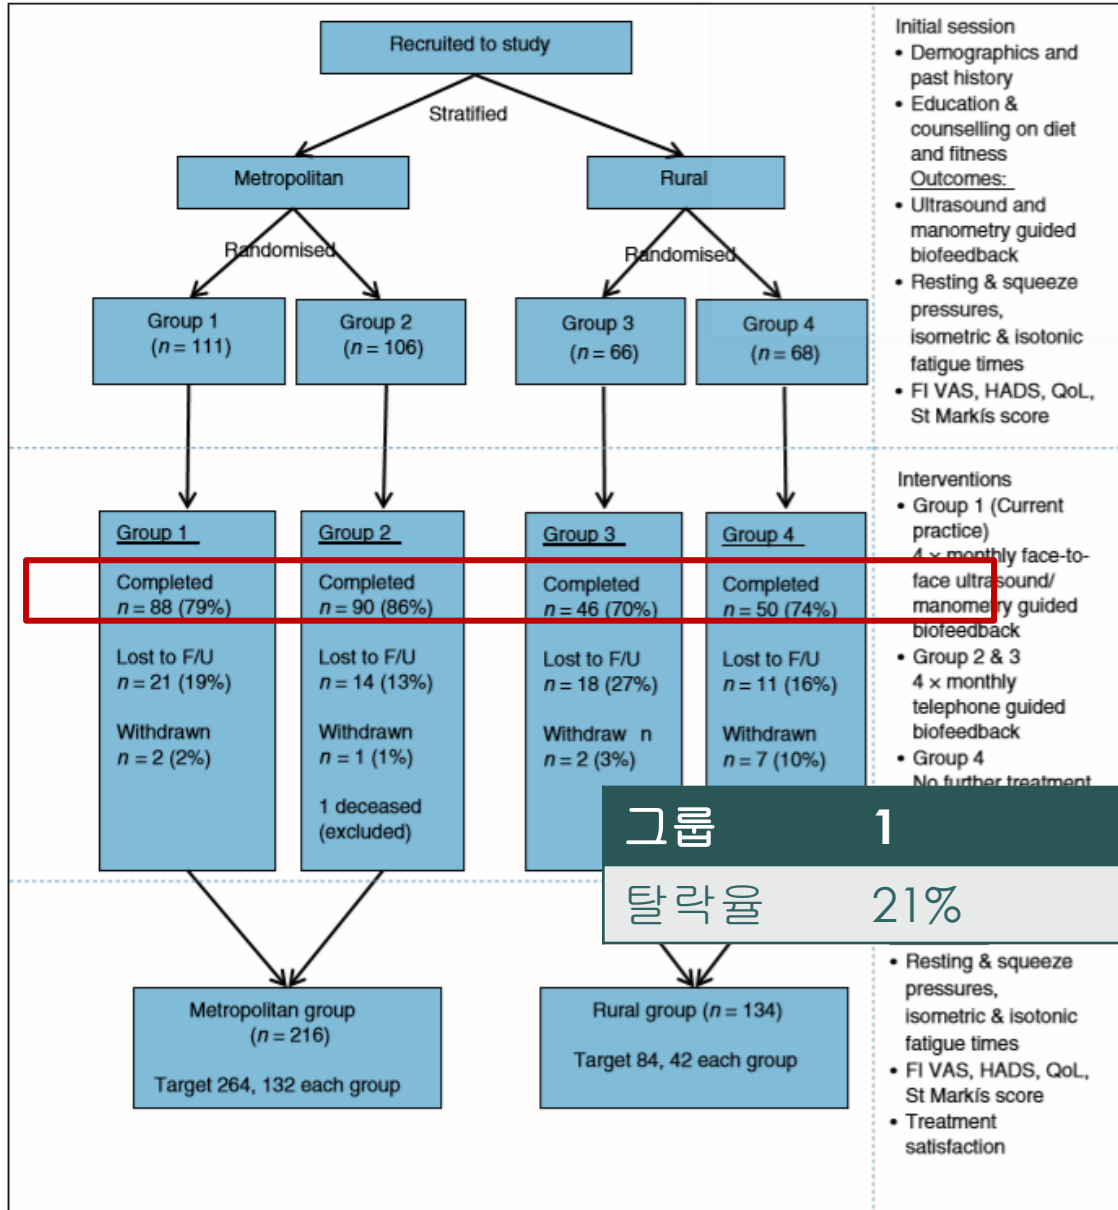 Recruited to study
Stratified
Metropolitan
Rural
Randomised
Randomised
Group 1
(n = 111)
Group 2
(n = 106)
Group 3
(n = 66)
Group 4
(n = 68)
Initial session
• Demographics and
past history
• Education &
counselling on diet
and fitness
Outcomes:
• Ultrasound and
manometry guided
biofeedback
• Resting & squeeze
pressures,
isometric & isotonic
fatigue times
• FI VAS, HADS, QoL,
St Markís score
Group 1
Completed
n = 88 (79%)
Lost to F/U
n = 21 (19%)
Withdrawn
n = 2 (2%)
Group 2
Completed
n = 90 (86%)
Lost to F/U
n = 14 (13%)
Withdrawn
n = 1 (1%)
1 deceased
(excluded)
Group 3
Completed
n = 46 (70%)
Lost to F/U
n = 18 (27%)
Withdraw n
n = 2 (3%)
Group 4
Completed
n = 50 (74%)
Lost to F/U
n = 11 (16%)
Withdrawn
n = 7 (10%)
Interventions
• Group 1 (Current
practice)
4 × monthly face-to-
face ultrasound/
manometry guided
biofeedback
• Group 2 & 3
4 × monthly
telephone guided
biofeedback
• Group 4
No further treatment
그룹 1
탈락율 21%
Metropolitan group
(n = 216)
Target 264, 132 each group
Rural group (n = 134)
Target 84, 42 each group
• Resting & squeeze
pressures,
isometric & isotonic
fatigue times
• FI VAS, HADS, QoL,
St Markís score
• Treatment
satisfaction